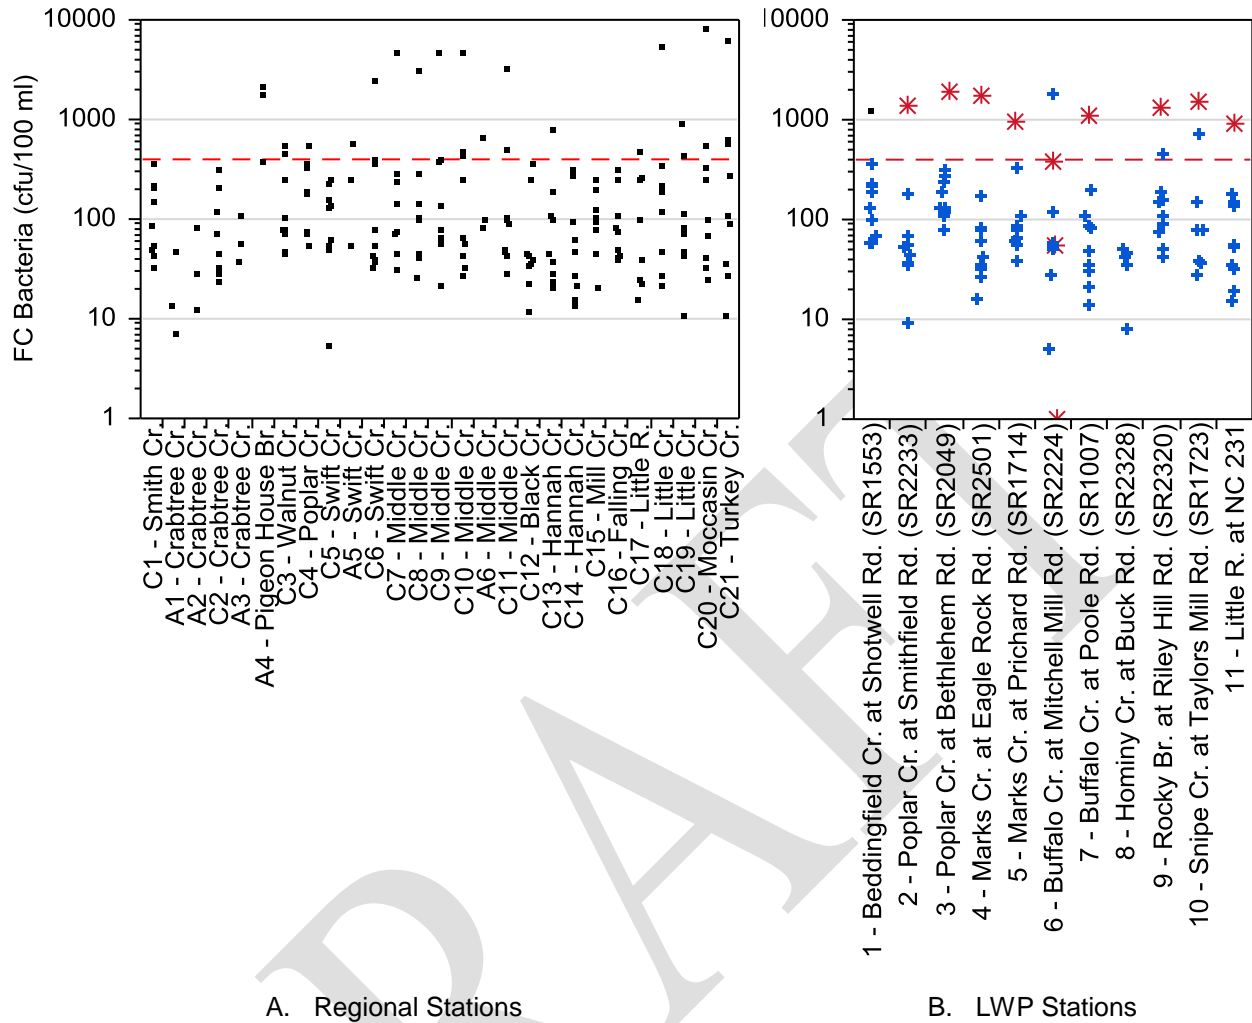 FC Bacteria (cfu/100 ml)
10000
1000
100
10
1
C1 - Smith Cr.
A1 - Crabtree Cr.
A2 - Crabtree Cr.
C2 - Crabtree Cr.
A3 - Crabtree Cr.
A4 - Pigeon House Br.
C3 - Walnut Cr.
C4 - Poplar Cr.
C5 - Swift Cr.
A5 - Swift Cr.
C6 - Swift Cr.
C7 - Middle Cr.
C8 - Middle Cr.
C9 - Middle Cr.
C10 - Middle Cr.
A6 - Middle Cr.
C11 - Middle Cr.
C12 - Black Cr.
C13 - Hannah Cr.
C14 - Hannah Cr.
C15 - Mill Cr.
C16 - Falling Cr.
C17 - Little R.
C18 - Little Cr.
C19 - Little Cr.
C20 - Moccasin Cr.
C21 - Turkey Cr.
A. Regional Stations
10000
1000
100
10
1
1 - Beddingfield Cr. at Shotwell Rd. (SR1553)
2 - Poplar Cr. at Smithfield Rd. (SR2233)
3 - Poplar Cr. at Bethlehem Rd. (SR2049)
4 - Marks Cr. at Eagle Rock Rd. (SR2501)
5 - Marks Cr. at Prichard Rd. (SR1714)
6 - Buffalo Cr. at Mitchell Mill Rd. (SR2224)
7 - Buffalo Cr. at Poole Rd. (SR1007)
8 - Hominy Cr. at Buck Rd. (SR2328)
9 - Rocky Br. at Riley Hill Rd. (SR2320)
10 - Snipe Cr. at Taylors Mill Rd. (SR1723)
11 - Little R. at NC 231
B. LWP Stations
DRAFT